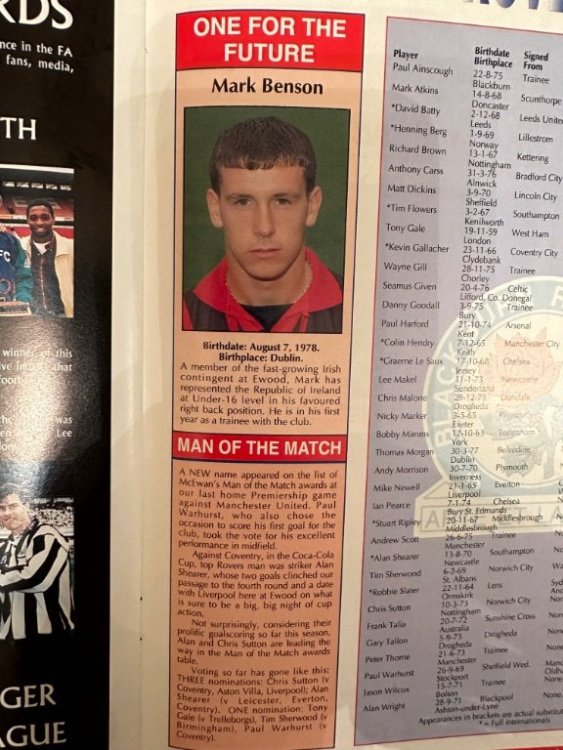 RDS
nce in the FA
fans, media,
TH
FC
winner of this
that
was
Lee
GER
AGUE
ONE FOR THE
FUTURE
Mark Benson
Birthdate: August 7, 1978.
Birthplace: Dublin.
A member of the fast-growing Irish
contingent at Ewood, Mark has
represented the Republic of Ireland
at Under-16 level in his favoured
right back position. He is in his first
year as a trainee with the club.
MAN OF THE MATCH
A NEW name appeared on the list of
McEwan's Man of the Match awards at
our last home Premiership game
against Manchester United. Paul
Warhurst, who also chose the
occasion to score his first goal for the
club, took the vote for his excellent
performance in midfield.
Against Coventry, in the Coca-Cola
Cup, top Rovers man was striker Alan
Shearer, whose two goals clinched our
passage to the fourth round and a date
with Liverpool here at Ewood on what
is sure to be a big, big night of cup
action.
Not surprisingly, considering their
prolific goalscoring so far this season,
Alan and Chris Sutton are leading the
way in the Man of the Match awards
table.
Voting so far has gone like this:
THREE nominations: Chris Sutton (v
Coventry, Aston Villa, Liverpool); Alan
Shearer (v Leicester, Everton,
Coventry). ONE nomination: Tony
Gale (v Trelleborg), Tim Sherwood (v
Birmingham), Paul Warhurst (v
Coventry).
Player Birthdate Signed
Birthplace From
Paul Ainscough 22-8-75 Trainee
Blackburn
Mark Atkins 14-8-68 Scunthorpe
Doncaster
*David Batty 2-12-68 Leeds United
Leeds
*Henning Berg 1-9-69 Lillestrom
Norway
Richard Brown 13-1-67 Kettering
Nottingham
Anthony Carss 31-3-76 Bradford City
Alnwick
Matt Dickins 3-9-70 Lincoln City
Sheffield
*Tim Flowers 3-2-67 Southampton
Kenilworth
Tony Gale 19-11-59 West Ham
London
*Kevin Gallacher 23-11-66 Coventry City
Clydebank
Wayne Gill 28-11-75 Trainee
Chorley
Seamus Given 20-4-76 Celtic
Lifford, Co. Donegal
Danny Goodall 3-9-75 Trainee
Bury
Paul Harford 21-10-74 Arsenal
Kent
*Colin Hendry 7-12-65 Manchester City
Keith
*Graeme Le Saux 17-10-68 Chelsea
Jersey
Lee Makel 11-1-73 Newcastle
Sunderland
Chris Malone 29-12-75 Dundalk
Drogheda
Nicky Marker 3-5-65 Plymouth
Exeter
Bobby Mimms 12-10-63 Tottenham
York
Thomas Morgan 30-3-77 Belvedere
Dublin
Andy Morrison 30-7-70 Plymouth
Inverness
Mike Newell 21-1-65 Everton
Liverpool
Ian Pearce 7-1-74 Chelsea
Bury St. Edmunds
*Stuart Ripley 20-11-67 Middlesbrough
Middlesbrough
Andrew Scott 26-6-75 Trainee
Manchester
*Alan Shearer 13-8-70 Southampton
Newcastle
Tim Sherwood 6-2-69 Norwich City
St. Albans
*Robbie Slater 22-11-64 Lens
Ormskirk
Chris Sutton 10-3-73 Norwich City
Nottingham
Frank Talia 20-7-72 Sunshine Cross
Australia
Gary Tallon 5-9-73 Drogheda
Drogheda
Peter Thorne 21-6-73 Trainee
Manchester
Paul Warhurst 26-9-69 Sheffield Wed.
Stockport
Jason Wilcox 15-7-71 Trainee
Bolton
Alan Wright 28-9-71 Blackpool
Ashton-under-Lyne
Appearances in brackets are actual
* = Full internationals